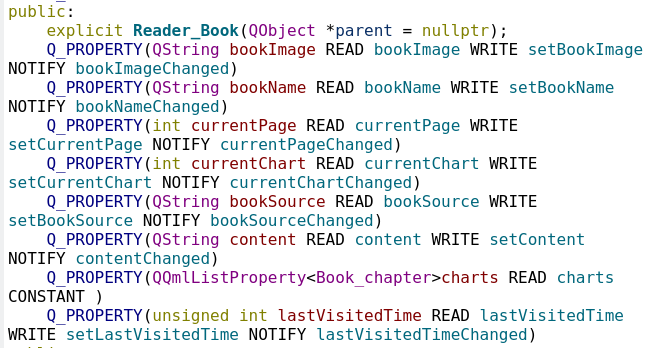 public:
    explicit Reader_Book(QObject *parent = nullptr);
    Q_PROPERTY(QString bookImage READ bookImage WRITE setBookImage
NOTIFY bookImageChanged)
    Q_PROPERTY(QString bookName READ bookName WRITE setBookName
NOTIFY bookNameChanged)
    Q_PROPERTY(int currentPage READ currentPage WRITE
setCurrentPage NOTIFY currentPageChanged)
    Q_PROPERTY(int currentChart READ currentChart WRITE
setCurrentChart NOTIFY currentChartChanged)
    Q_PROPERTY(QString bookSource READ bookSource WRITE
setBookSource NOTIFY bookSourceChanged)
    Q_PROPERTY(QString content READ content WRITE setContent
NOTIFY contentChanged)
    Q_PROPERTY(QQmlListProperty<Book_chapter>charts READ charts
CONSTANT )
    Q_PROPERTY(unsigned int lastVisitedTime READ lastVisitedTime
WRITE setLastVisitedTime NOTIFY lastVisitedTimeChanged)